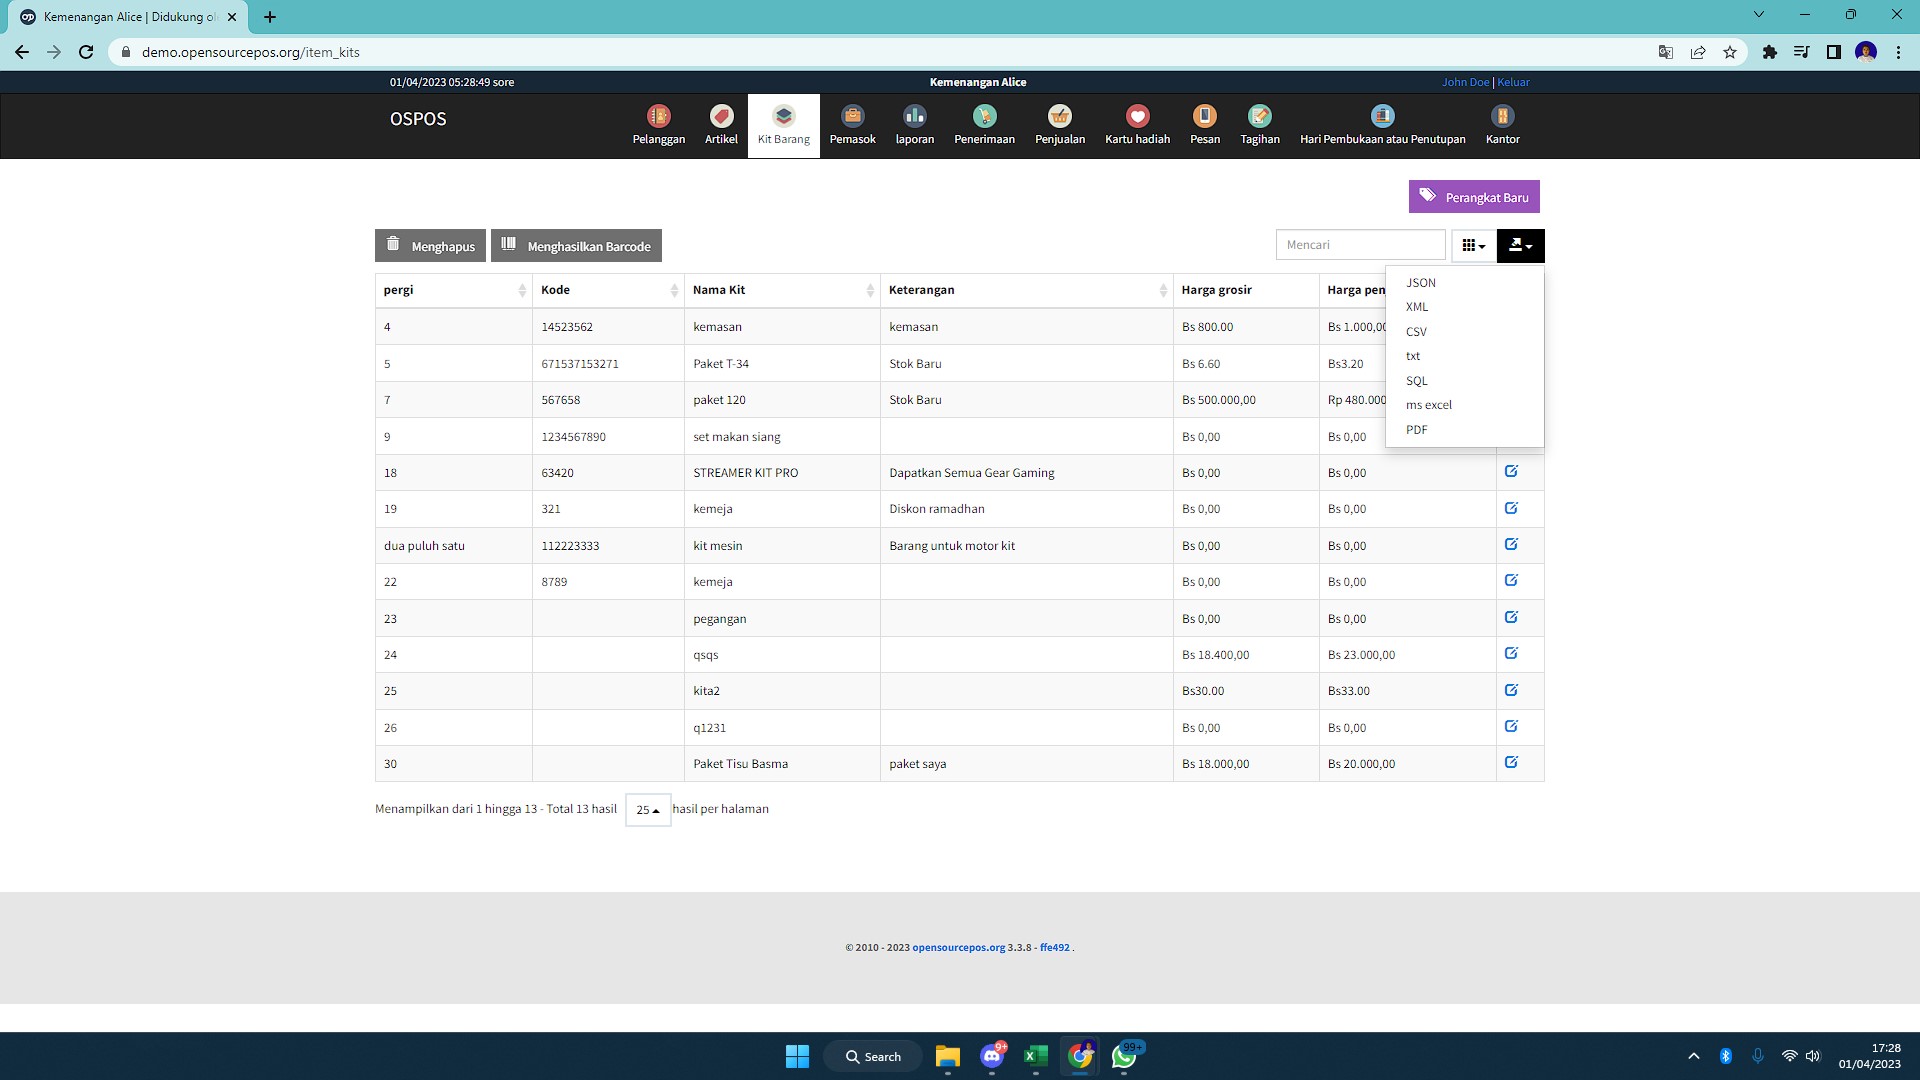 Kemenangan Alice | Didukung ol
demo.opensourcepos.org/item_kits
01/04/2023 05:28:49 sore
Kemenangan Alice
John Doe | Keluar
OSPOS
Pelanggan
Artikel
Kit Barang
Pemasok
laporan
Penerimaan
Penjualan
Kartu hadiah
Pesan
Tagihan
Hari Pembukaan atau Penutupan
Kantor
Perangkat Baru
Menghapus
Menghasilkan Barcode
Mencari
JSON
XML
CSV
txt
SQL
ms excel
PDF
pergi Kode Nama Kit Keterangan Harga grosir Harga pen
4 14523562 kemasan kemasan Bs 800.00 Bs 1.000,00
5 671537153271 Paket T-34 Stok Baru Bs 6.60 Bs3.20
7 567658 paket 120 Stok Baru Bs 500.000,00 Rp 480.000
9 1234567890 set makan siang Bs 0,00 Bs 0,00
18 63420 STREAMER KIT PRO Dapatkan Semua Gear Gaming Bs 0,00 Bs 0,00
19 321 kemeja Diskon ramadhan Bs 0,00 Bs 0,00
dua puluh satu 112223333 kit mesin Barang untuk motor kit Bs 0,00 Bs 0,00
22 8789 kemeja Bs 0,00 Bs 0,00
23 pegangan Bs 0,00 Bs 0,00
24 qsqs Bs 18.400,00 Bs 23.000,00
25 kita2 Bs30.00 Bs33.00
26 q1231 Bs 0,00 Bs 0,00
30 Paket Tisu Basma paket saya Bs 18.000,00 Bs 20.000,00
Menampilkan dari 1 hingga 13 - Total 13 hasil 25 hasil per halaman
© 2010 - 2023 opensourcepos.org 3.3.8 - ffe492 .
Search
9+
99+
17:28
01/04/2023